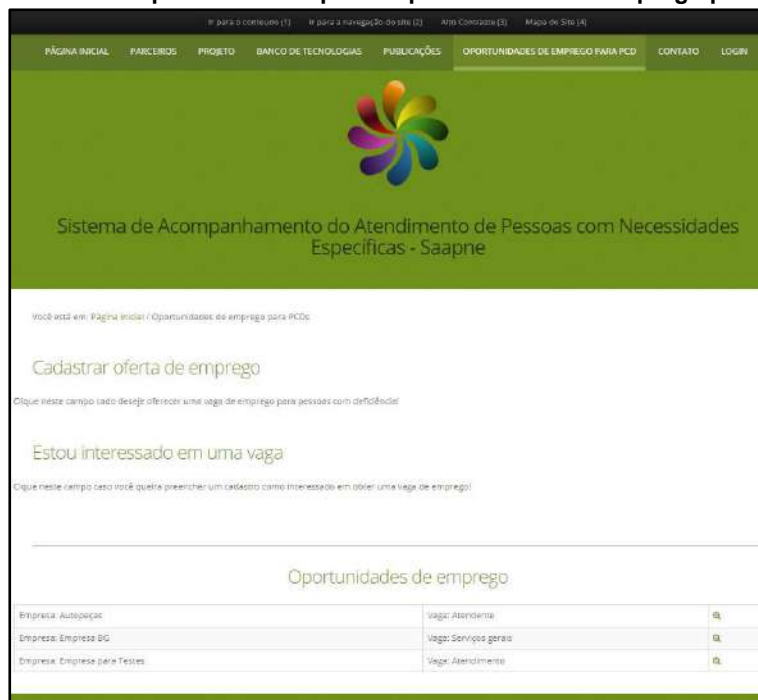 Ir para o conteúdo (1) Ir para a navegação do site (2) Alto Contraste (3) Mapa do Site (4)
PÁGINA INICIAL PARCEIROS PROJETO BANCO DE TECNOLOGIAS PUBLICAÇÕES OPORTUNIDADES DE EMPREGO PARA PCD CONTATO LOGIN
Sistema de Acompanhamento do Atendimento de Pessoas com Necessidades
Específicas - Saapne
Você está em: Página Inicial / Oportunidades de emprego para PCDs
Cadastrar oferta de emprego
Clique neste campo caso deseje oferecer uma vaga de emprego para pessoas com deficiência!
Estou interessado em uma vaga
Clique neste campo caso você queira preencher um cadastro como interessado em obter uma vaga de emprego!
Oportunidades de emprego
Empresa: Autopeças Vaga: Atendente
Empresa: Empresa BG Vaga: Serviços gerais
Empresa: Empresa para Testes Vaga: Atendimento